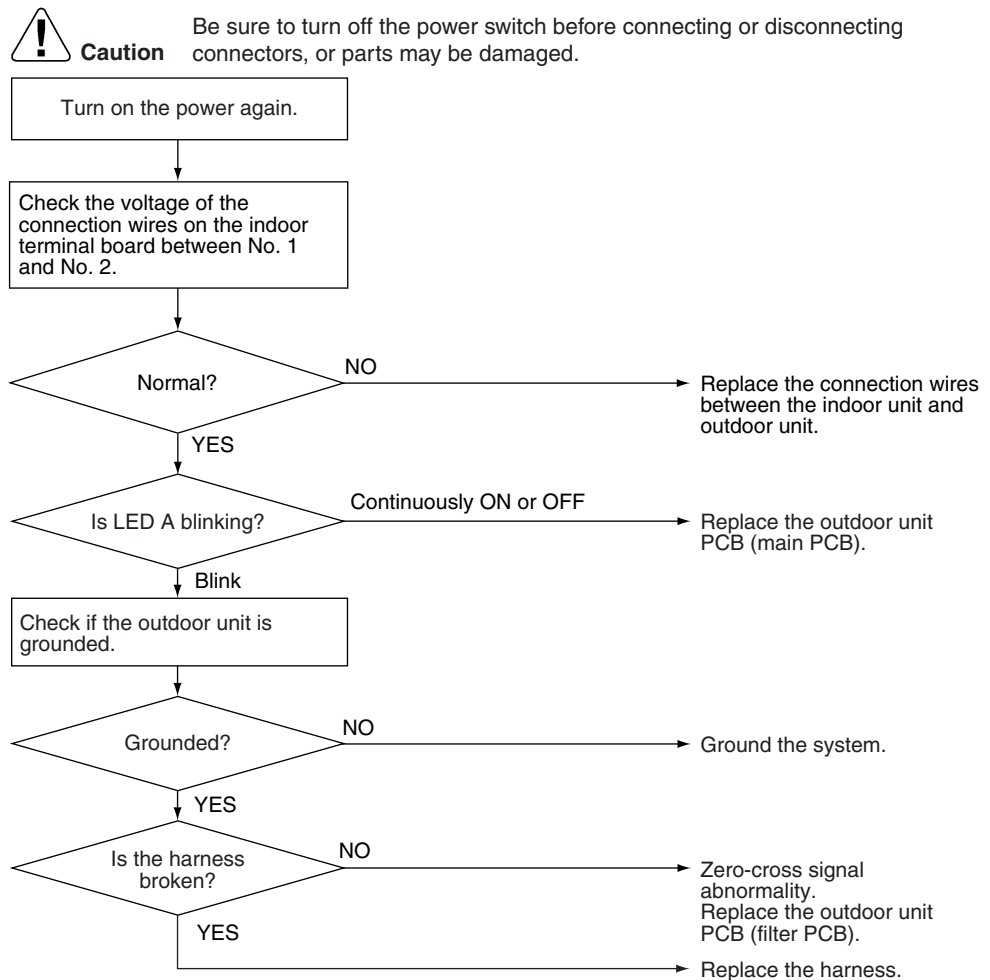 Be sure to turn off the power switch before connecting or disconnecting
Caution connectors, or parts may be damaged.
Turn on the power again.
Check the voltage of the
connection wires on the indoor
terminal board between No. 1
and No. 2.
Normal?
NO
Replace the connection wires
between the indoor unit and
outdoor unit.
YES
Is LED A blinking?
Continuously ON or OFF
Replace the outdoor unit
PCB (main PCB).
Blink
Check if the outdoor unit is
grounded.
Grounded?
NO
Ground the system.
YES
Is the harness
broken?
NO
Zero-cross signal
abnormality.
Replace the outdoor unit
PCB (filter PCB).
YES
Replace the harness.